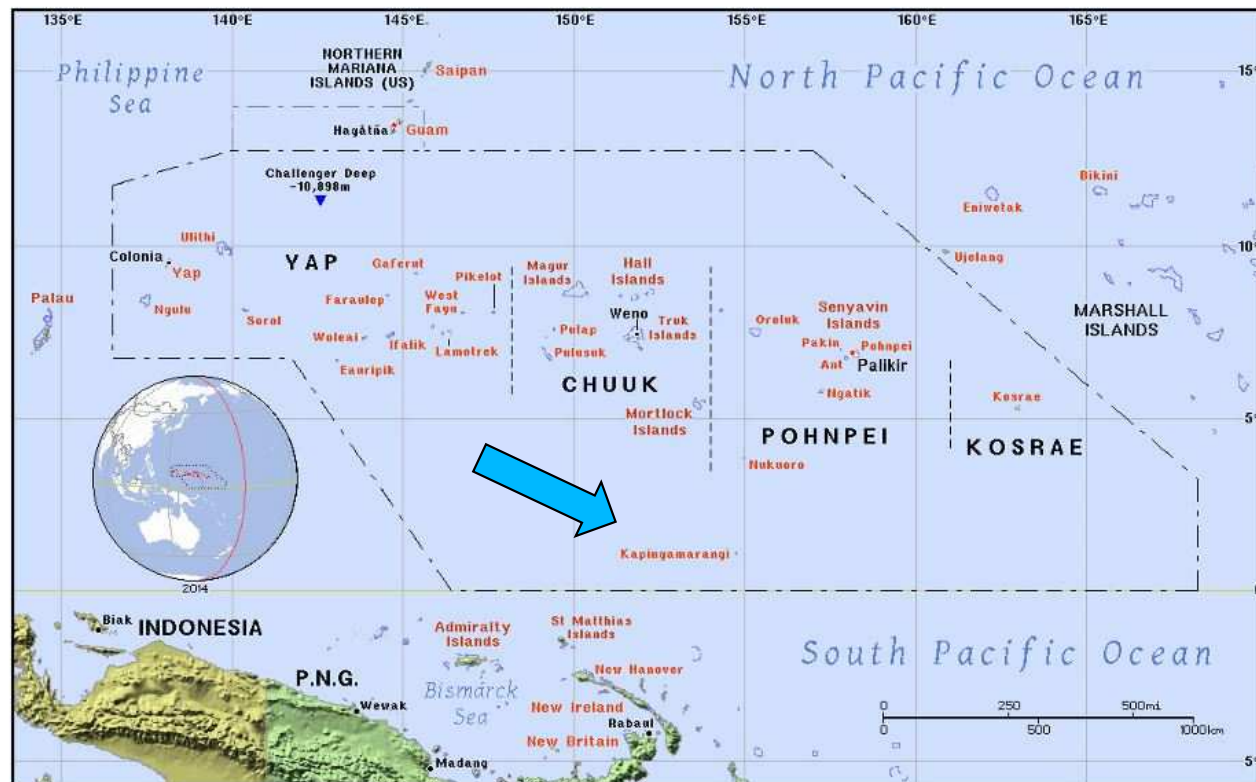 135°E 140°E 145°E 150°E 155°E 160°E 165°E
Philippine
Sea
NORTHERN
MARIANA
ISLANDS (US)
Saipan
North Pacific Ocean
15°
Hagåtña
Guam
Challenger Deep
-10,898m
Bikini
Eniwetak
Ulithi
10°
Colonia
Yap
YAP
Gaferut
Pikelot
Magur
Islands
Hall
Islands
Ujelang
Palau
Ngulu
Sorol
Faraulep
West
Fayu
Weno
Truk
Islands
Oroluk
Senyavin
Islands
MARSHALL
ISLANDS
Woleai
Ifalik
Lamotrek
Pulap
Pulusuk
Pakin
Pohnpei
Ant
Palikir
Eauripik
CHUUK
Ngatik
Kosrae
Mortlock
Islands
5°
POHNPEI
KOSRAE
Nukuoro
Kapingamarangi
2014
Biak
INDONESIA
Admiralty
Islands
St Matthias
Islands
South Pacific Ocean
P.N.G.
Bismarck
Sea
New Hanover
Wewak
New Ireland
Rabaul
New Britain
0 250 500mi
0 500 1000km
Madang
5°